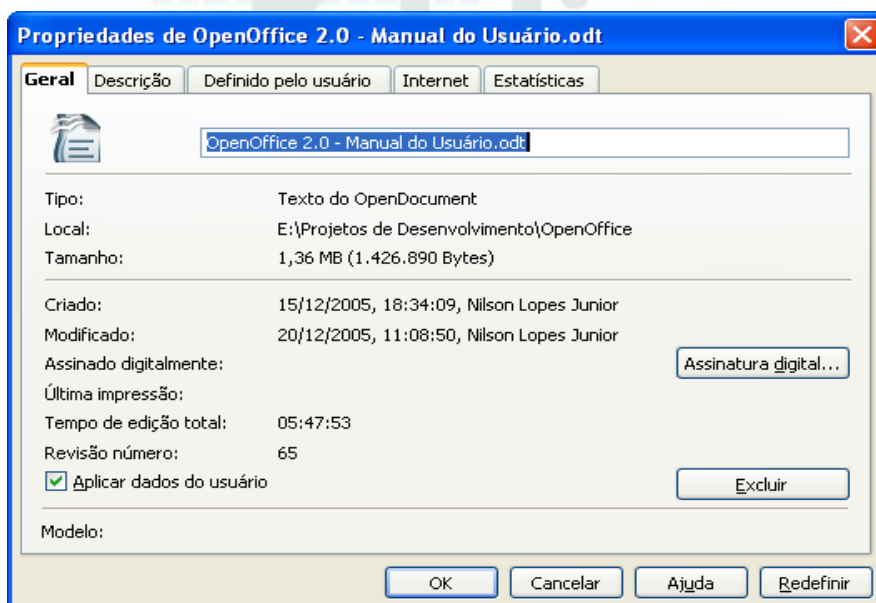 Propriedades de OpenOffice 2.0 - Manual do Usuário.odt
Geral Descrição Definido pelo usuário Internet Estatísticas
OpenOffice 2.0 - Manual do Usuário.odt
Tipo: Texto do OpenDocument
Local: E:\Projetos de Desenvolvimento\OpenOffice
Tamanho: 1,36 MB (1.426.890 Bytes)
Criado: 15/12/2005, 18:34:09, Nilson Lopes Junior
Modificado: 20/12/2005, 11:08:50, Nilson Lopes Junior
Assinado digitalmente: Assinatura digital...
Última impressão:
Tempo de edição total: 05:47:53
Revisão número: 65
Aplicar dados do usuário Excluir
Modelo:
OK Cancelar Ajuda Redefinir